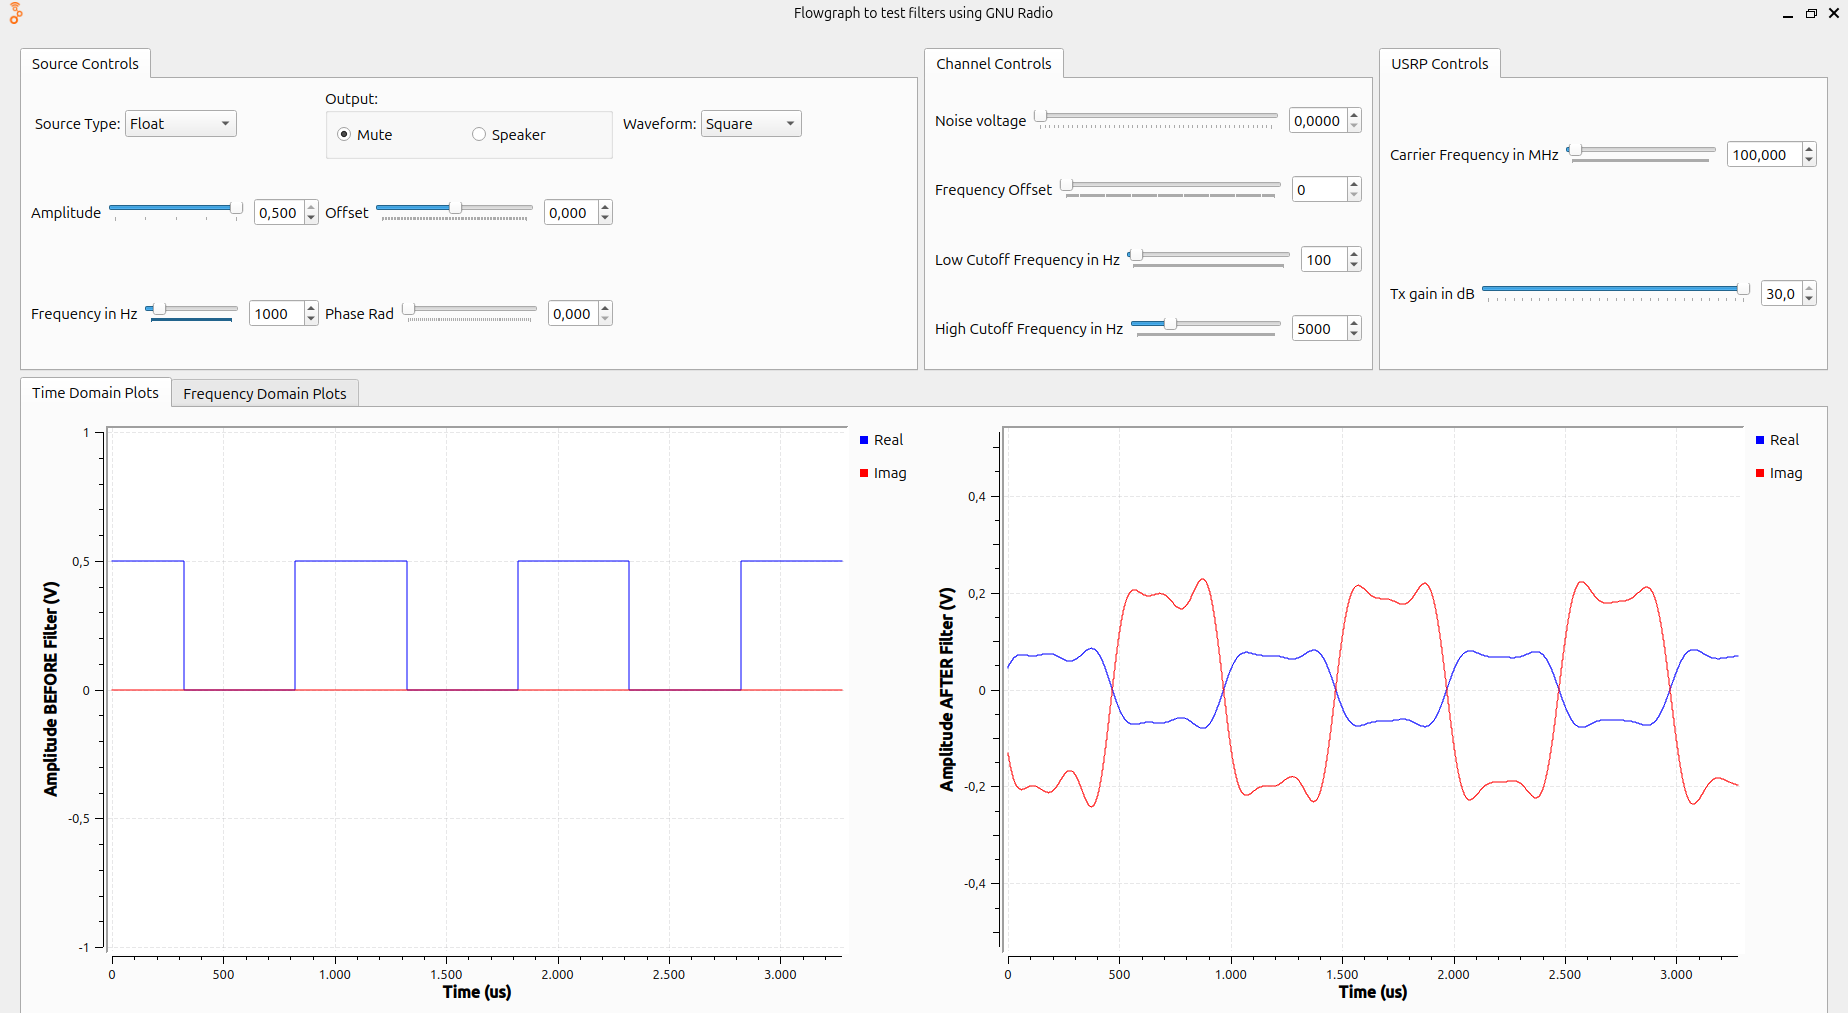 Flowgraph to test filters using GNU Radio
Source Controls
Source Type: Float
Output:
Mute Speaker
Waveform: Square
Amplitude 0,500 Offset 0,000
Frequency in Hz 1000 Phase Rad 0,000
Channel Controls
Noise voltage 0,0000
Frequency Offset 0
Low Cutoff Frequency in Hz 100
High Cutoff Frequency in Hz 5000
USRP Controls
Carrier Frequency in MHz 100,000
Tx gain in dB 30,0
Time Domain Plots Frequency Domain Plots
Amplitude BEFORE Filter (V)
1
0,5
0
-0,5
-1
0 500 1.000 1.500 2.000 2.500 3.000
Time (us)
Real
Imag
Amplitude AFTER Filter (V)
0,4
0,2
0
-0,2
-0,4
0 500 1.000 1.500 2.000 2.500 3.000
Time (us)
Real
Imag